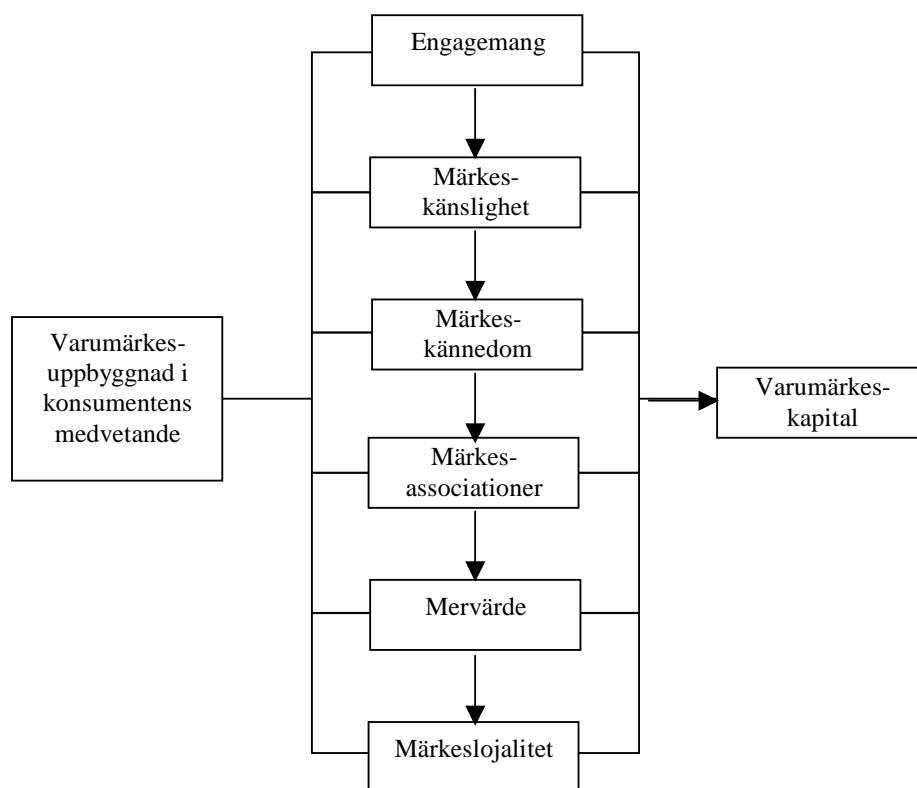 Engagemang
Märkes-
känslighet
Märkes-
kännedom
Varumärkes-
uppbyggnad i
konsumentens
medvetande
Varumärkes-
kapital
Märkes-
associationer
Mervärde
Märkeslojalitet